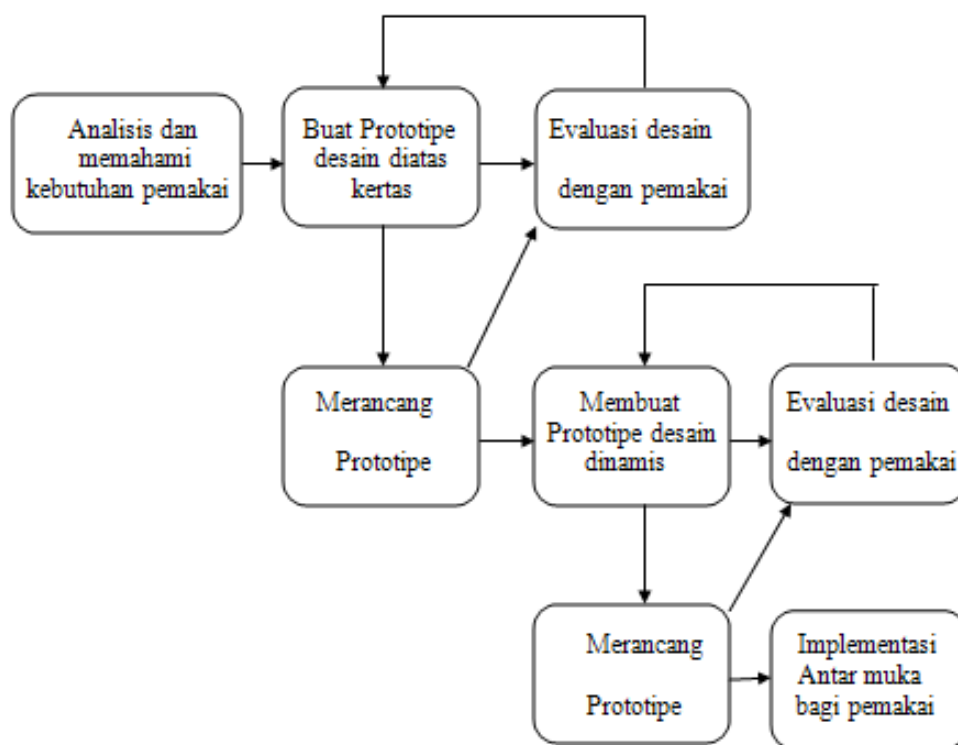 Analisis dan
memahami
kebutuhan pemakai
Buat Prototipe
desain diatas
kertas
Evaluasi desain
dengan pemakai
Merancang
Prototipe
Membuat
Prototipe desain
dinamis
Evaluasi desain
dengan pemakai
Merancang
Prototipe
Implementasi
Antar muka
bagi pemakai